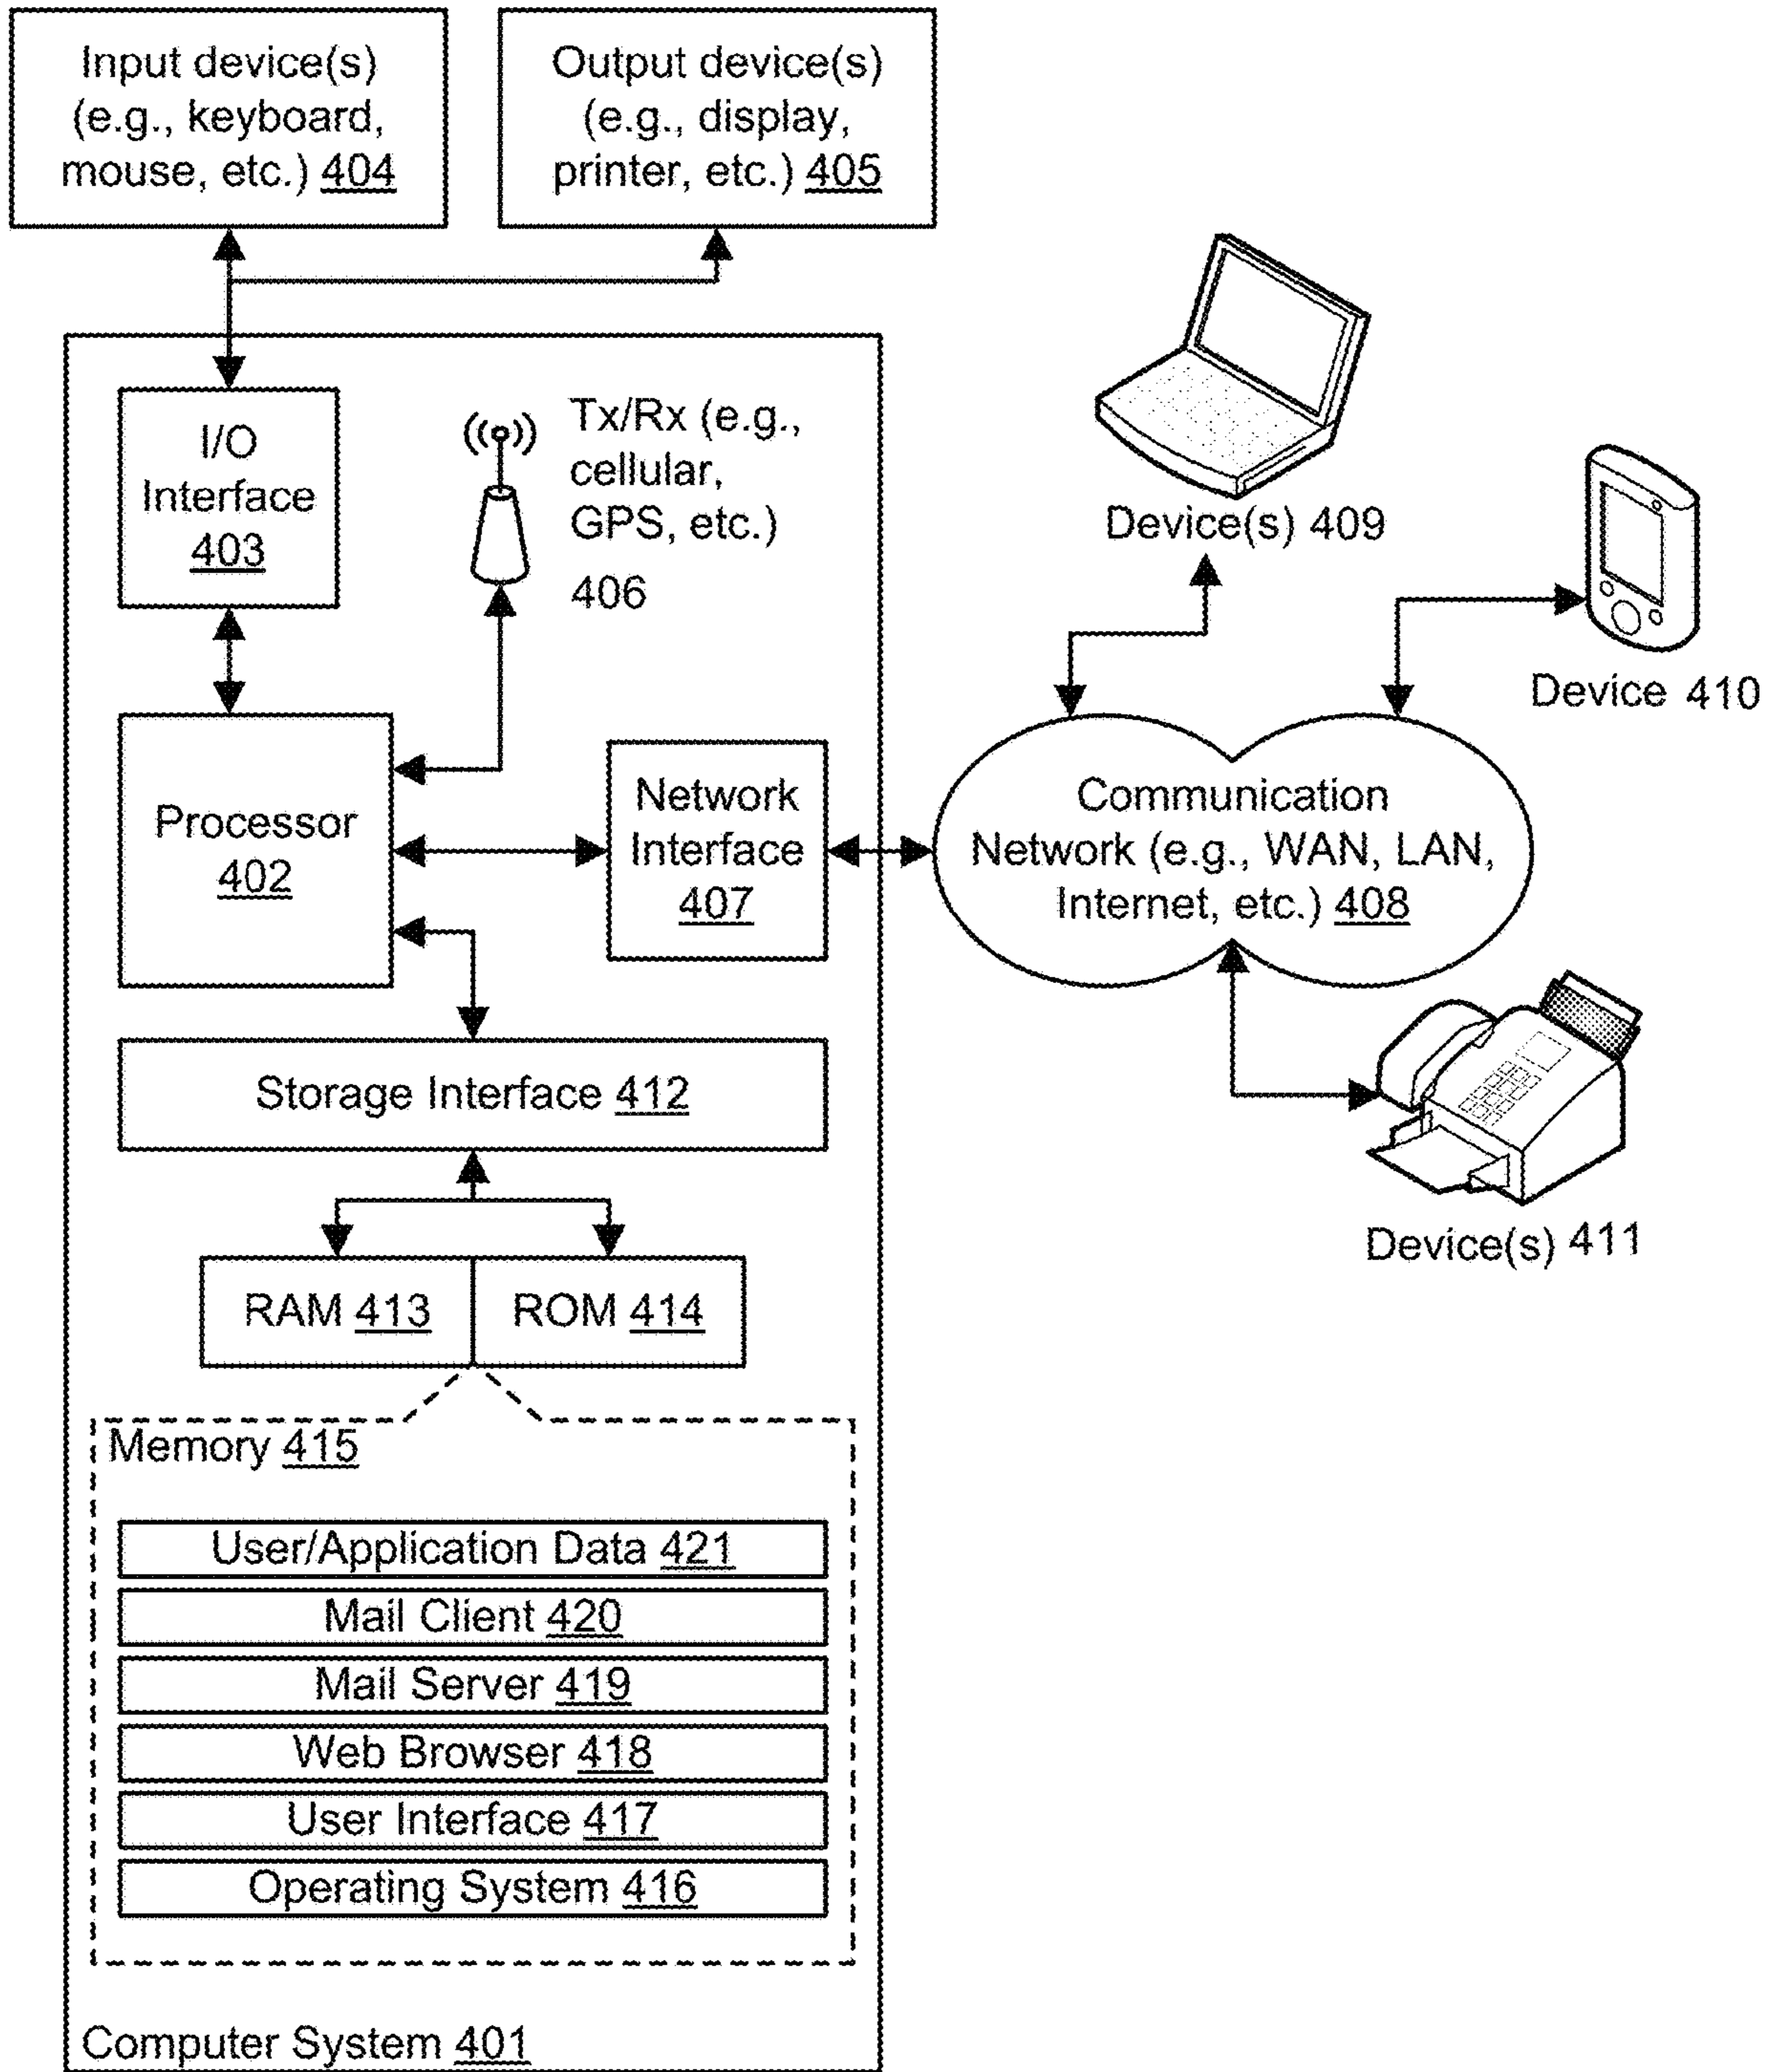 Input device(s)
(e.g., keyboard,
mouse, etc.) 404
Output device(s)
(e.g., display,
printer, etc.) 405
I/O
Interface
403
Tx/Rx (e.g.,
cellular,
GPS, etc.)
406
Device(s) 409
Device 410
Processor
402
Network
Interface
407
Communication
Network (e.g., WAN, LAN,
Internet, etc.) 408
Storage Interface 412
Device(s) 411
RAM 413
ROM 414
Memory 415
User/Application Data 421
Mail Client 420
Mail Server 419
Web Browser 418
User Interface 417
Operating System 416
Computer System 401